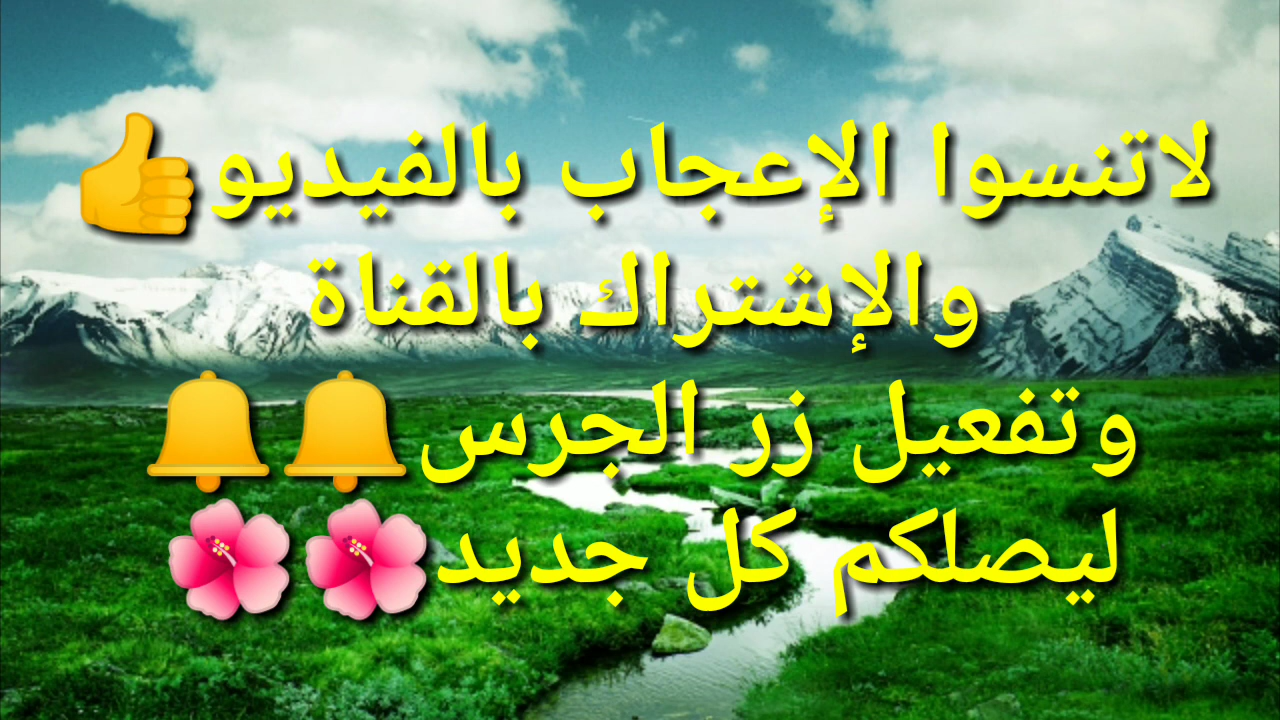 لاتنسوا الإعجاب بالفيديو👍
والإشتراك بالقناة
وتفعيل زر الجرس🔔🔔
ليصلكم كل جديد🌺🌺